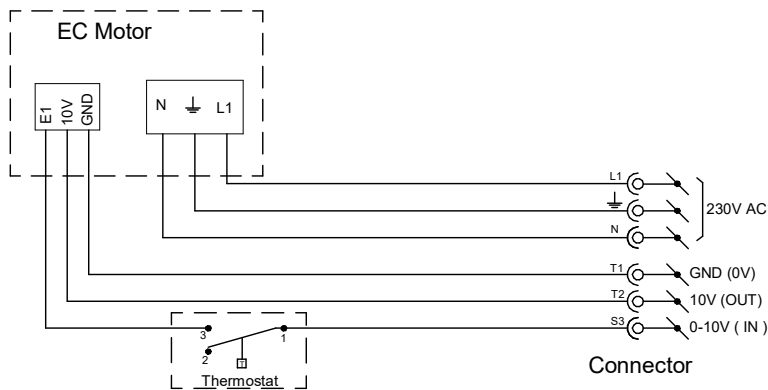 EC Motor
E1
10V
GND
N
L1
L1
230V AC
N
T1
GND (0V)
T2
10V (OUT)
3
1
S3
0-10V ( IN )
2
T
Thermostat
Connector